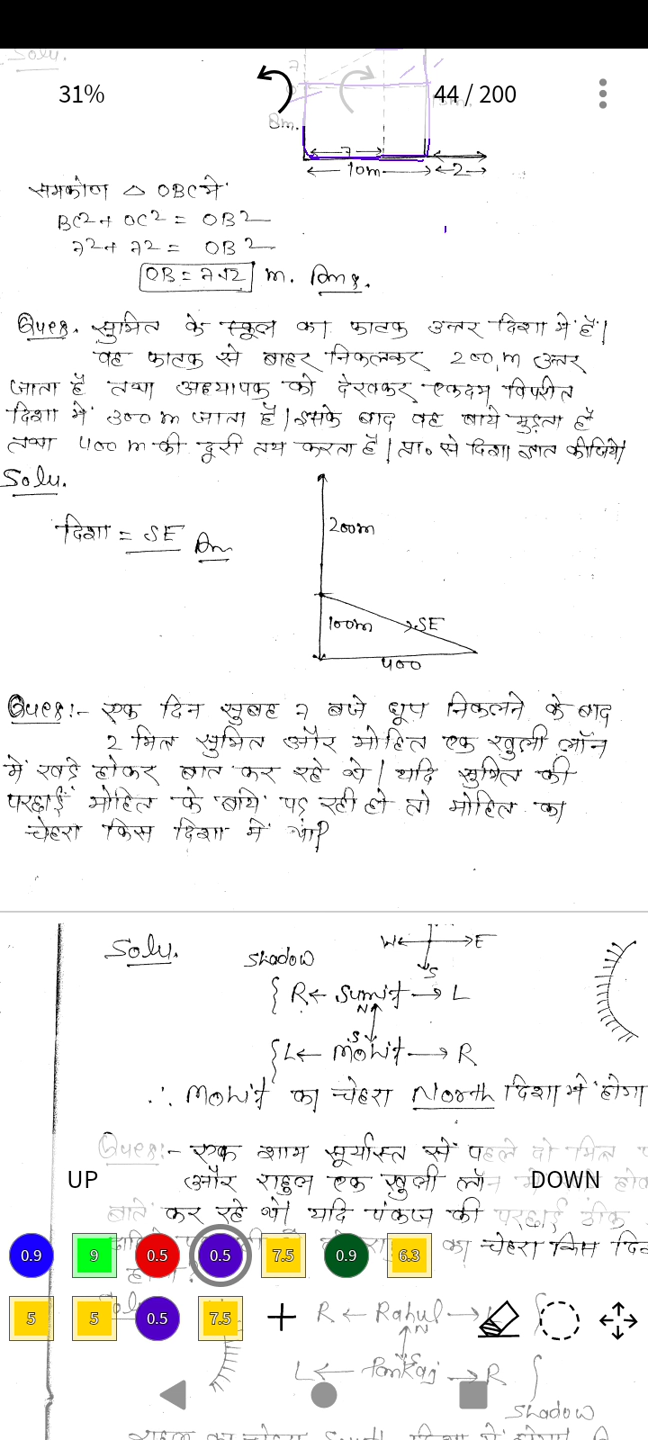 Solu.
31%
44 / 200
8m.
7
10m
2
समकोण △ OBC में
BC2 + OC2 = OB2
72 + 72 = OB2
OB = 7√2 m. Ans.
Ques. सुमित के स्कूल का फाटक उत्तर दिशा में है।
वह फाटक से बाहर निकलकर 200 m उत्तर
जाता है तथा अध्यापक को देखकर एकदम विपरीत
दिशा में 300 m जाता है। इसके बाद वह बायें मुड़ता है
तथा 400 m की दूरी तय करता है। प्रा० से दिशा ज्ञात कीजिये।
Solu.
200m
दिशा = SE An
100m
SE
400
Ques:- एक दिन सुबह 7 बजे धूप निकलने के बाद
2 मित्र सुमित और मोहित एक खुली लॉन
में खड़े होकर बात कर रहे थे। यदि सुमित की
परछाईं मोहित के बायें पड़ रही हो तो मोहित का
चेहरा किस दिशा में था?
W E
S
Solu.
Shadow
R ← Sumit → L
N
S
L ← Mohit → R
∴ Mohit का चेहरा North दिशा में होगा
Ques:- एक शाम सूर्यास्त से पहले दो मित्र
UP
DOWN
और राहुल एक खुली लॉन में
बातें कर रहे थे। यदि पंकज की परछाई ठीक
का चेहरा किस
0.9 9 0.5 0.5 7.5 0.9 6.3
5 5 0.5 7.5
R ← Rahul →
N
S
L ← Pankaj → R
Shadow